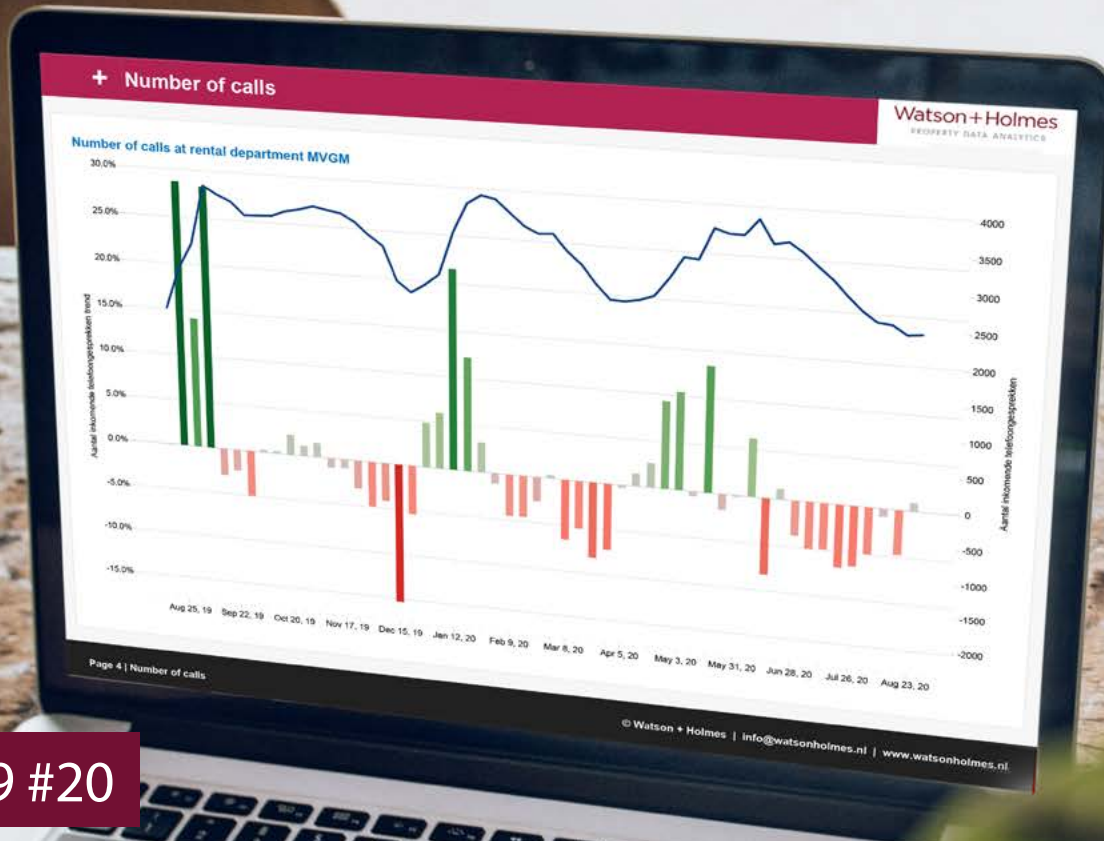 + Number of calls
Watson+Holmes
PROPERTY DATA ANALYTICS
Number of calls at rental department MVGM
30,0%
25.0%
20.0%
15.0%
10.0%
5.0%
0.0%
-5.0%
-10.0%
-15.0%
Aantal inkomende telefoongesprekken trend
4000
3500
3000
2500
2000
1500
1000
500
0
-500
-1000
-1500
-2000
Aantal inkomende telefoongesprekken
Aug 25, 19 Sep 22, 19 Oct 20, 19 Nov 17, 19 Dec 15, 19 Jan 12, 20 Feb 9, 20 Mar 8, 20 Apr 5, 20 May 3, 20 May 31, 20 Jun 28, 20 Jul 26, 20 Aug 23, 20
Page 4 | Number of calls
© Watson + Holmes | info@watsonholmes.nl | www.watsonholmes.nl
9 #20